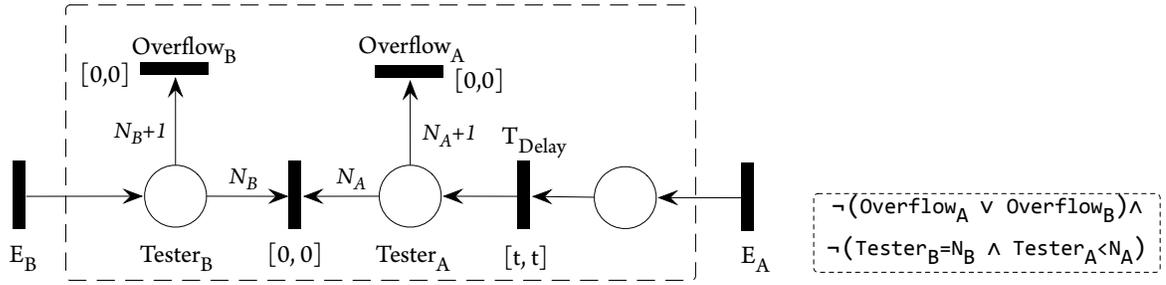 Overflow_B
Overflow_A
[0,0]
[0,0]
N_B+1
N_A+1
T_Delay
N_B
N_A
E_B
Tester_B
[0, 0]
Tester_A
[t, t]
E_A
¬(Overflow_A ∨ Overflow_B)∧
¬(Tester_B=N_B ∧ Tester_A<N_A)